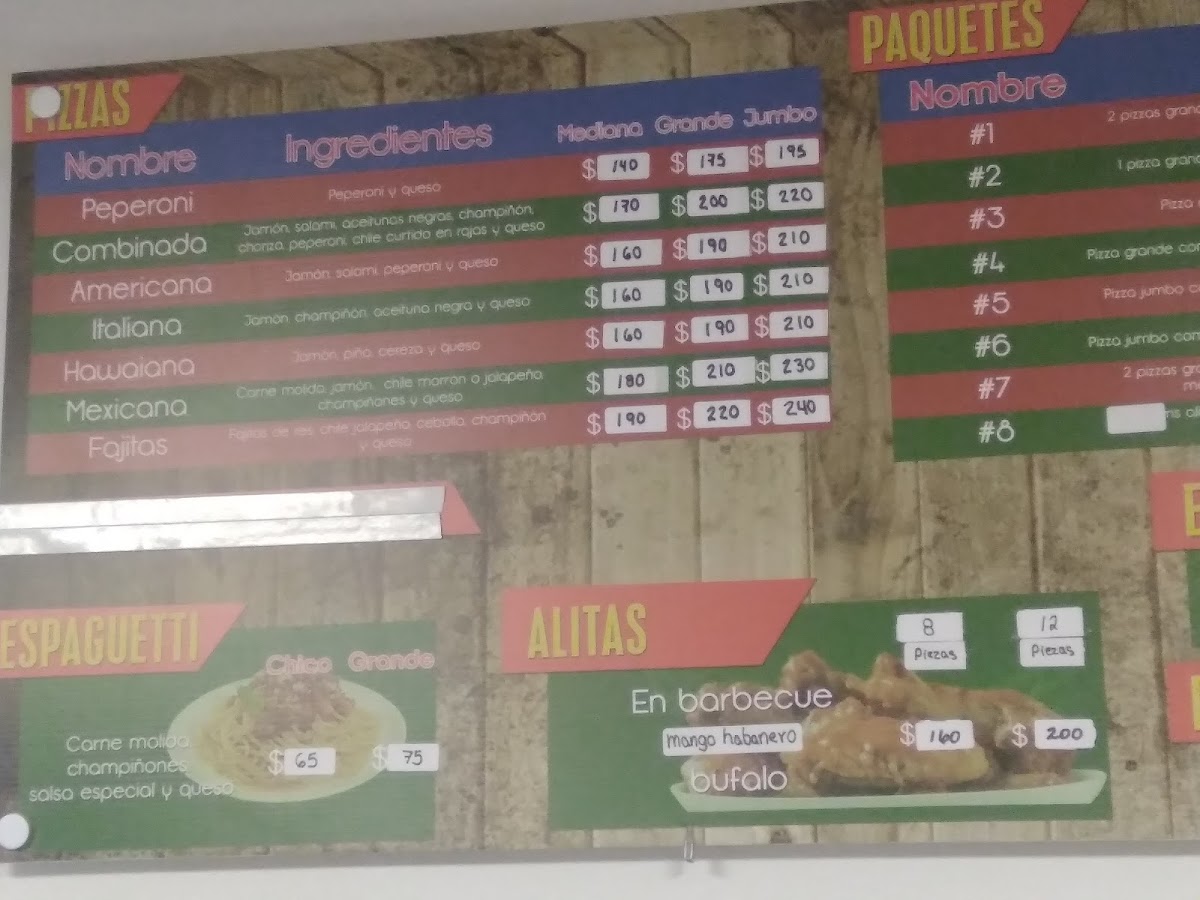 PIZZAS
Nombre Ingredientes Mediana Grande Jumbo
Peperoni Peperoni y queso $ 140 $ 175 $ 195
Combinada Jamón, salami, aceitunas negras, champiñón, choriza, peperoni, chile curtido en rajas y queso $ 170 $ 200 $ 220
Americana Jamón, salami, peperoni y queso $ 160 $ 190 $ 210
Italiana Jamón, champiñón, aceituna negra y queso $ 160 $ 190 $ 210
Hawaiana Jamón, piña, cereza y queso $ 160 $ 190 $ 210
Mexicana Carne molida, jamón, chile morron o jalapeña, champiñones y queso $ 180 $ 210 $ 230
Fajitas Fajitas de res, chile jalapeño, cebolla, champiñón y queso $ 190 $ 220 $ 240
PAQUETES
Nombre
#1 2 pizzas
#2 1 pizza
#3 Pizza
#4 Pizza grande
#5 Pizza jumbo
#6 Pizza jumbo con
#7 2 pizzas
#8
ESPAGUETTI
Chico Grande
Carne molida
champiñones
salsa especial y queso
$ 65 $ 75
ALITAS
8 Piezas 12 Piezas
En barbecue
mango habanero $ 160 $ 200
bufalo